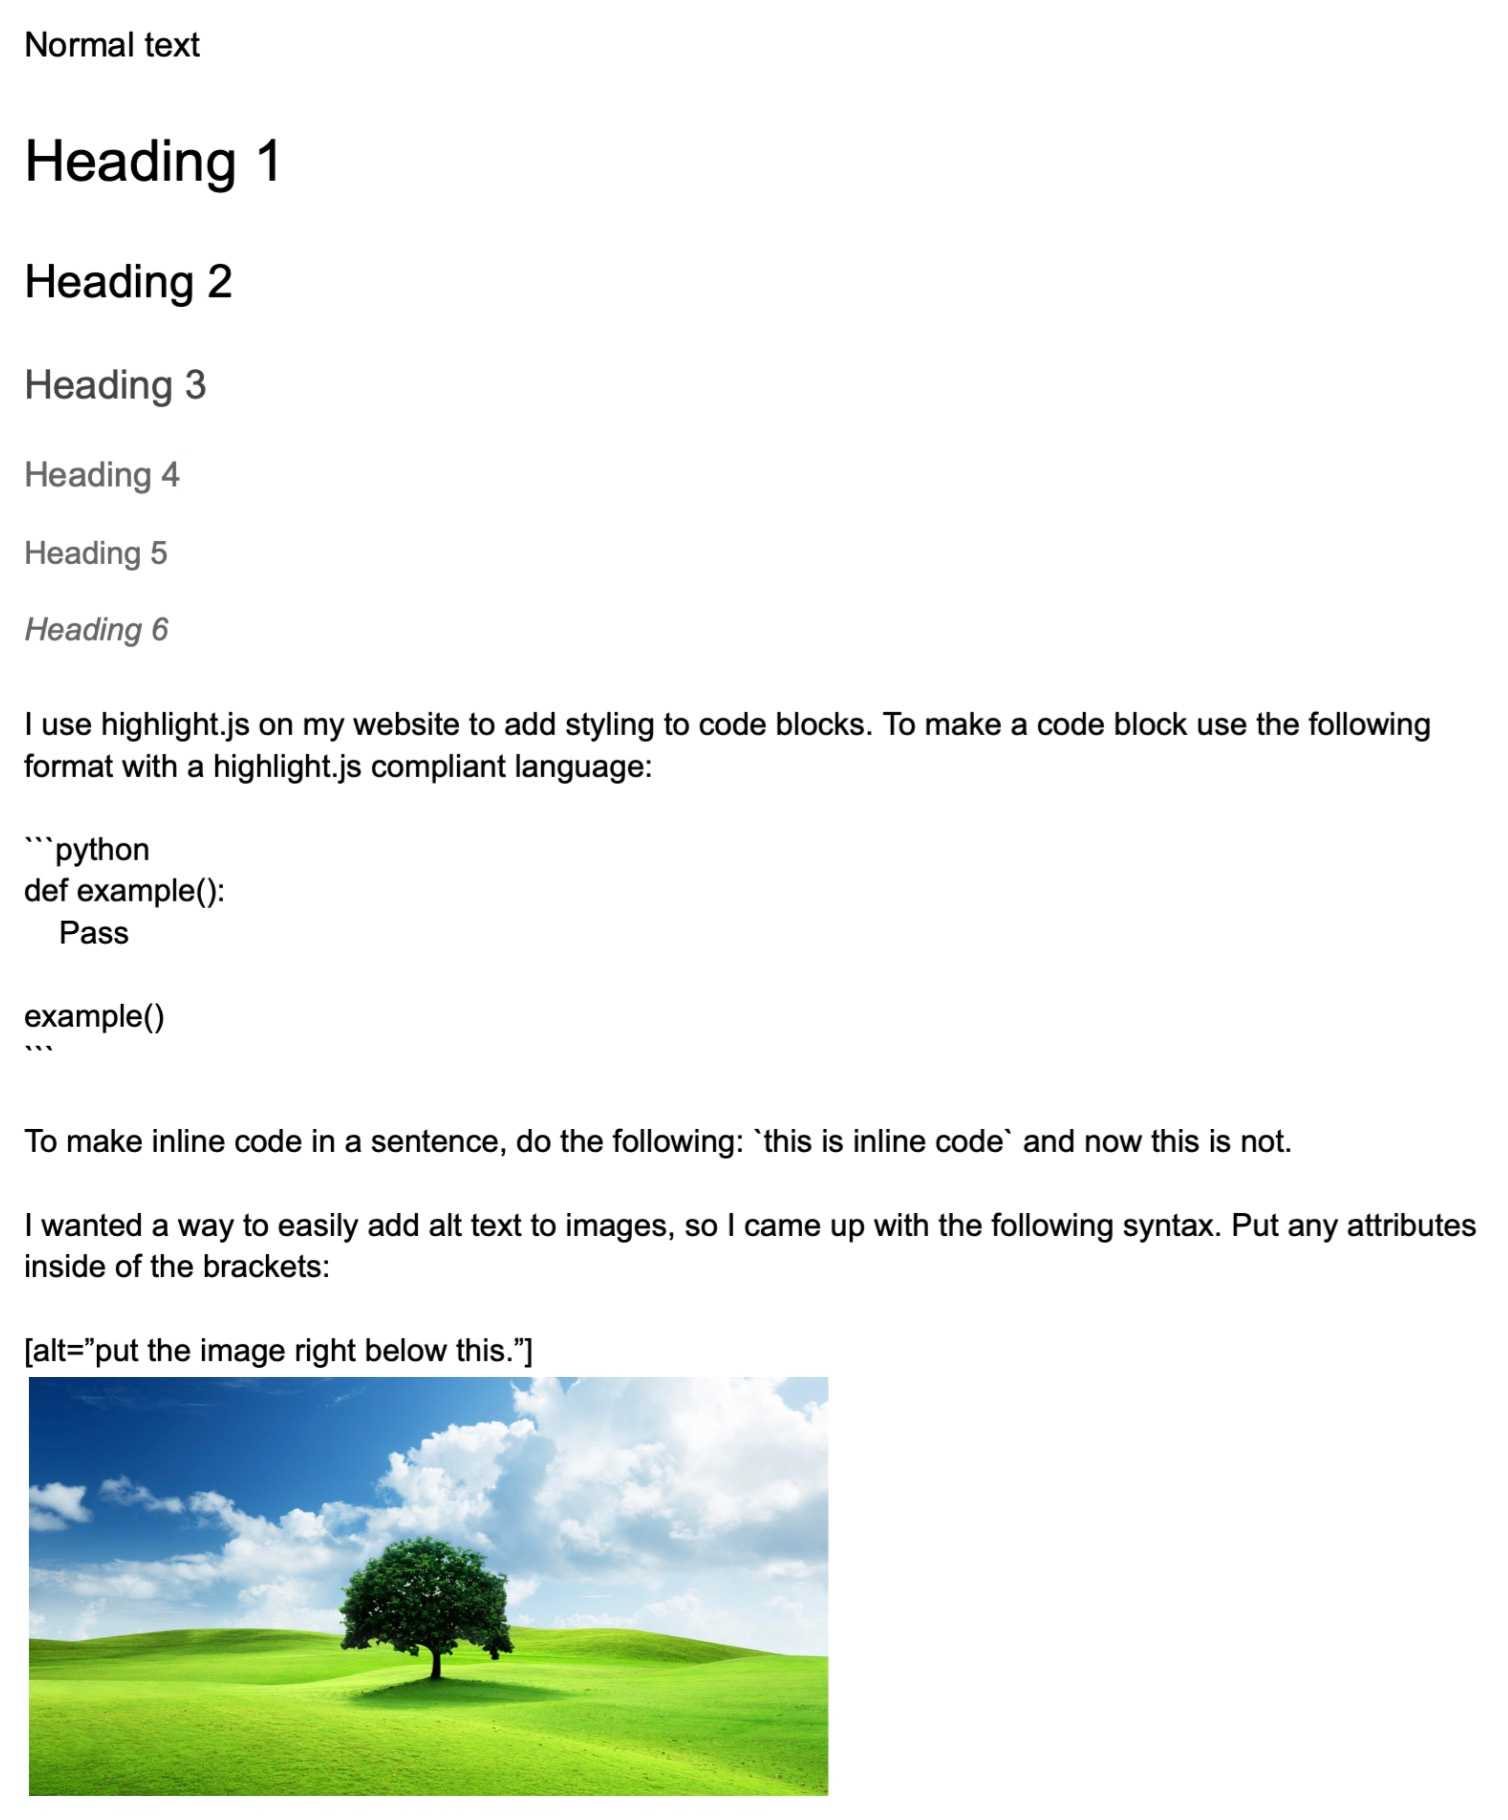 Normal text
Heading 1
Heading 2
Heading 3
Heading 4
Heading 5
Heading 6
I use highlight.js on my website to add styling to code blocks. To make a code block use the following
format with a highlight.js compliant language:
```python
def example():
    Pass
example()
```
To make inline code in a sentence, do the following: `this is inline code` and now this is not.
I wanted a way to easily add alt text to images, so I came up with the following syntax. Put any attributes
inside of the brackets:
[alt=”put the image right below this.”]